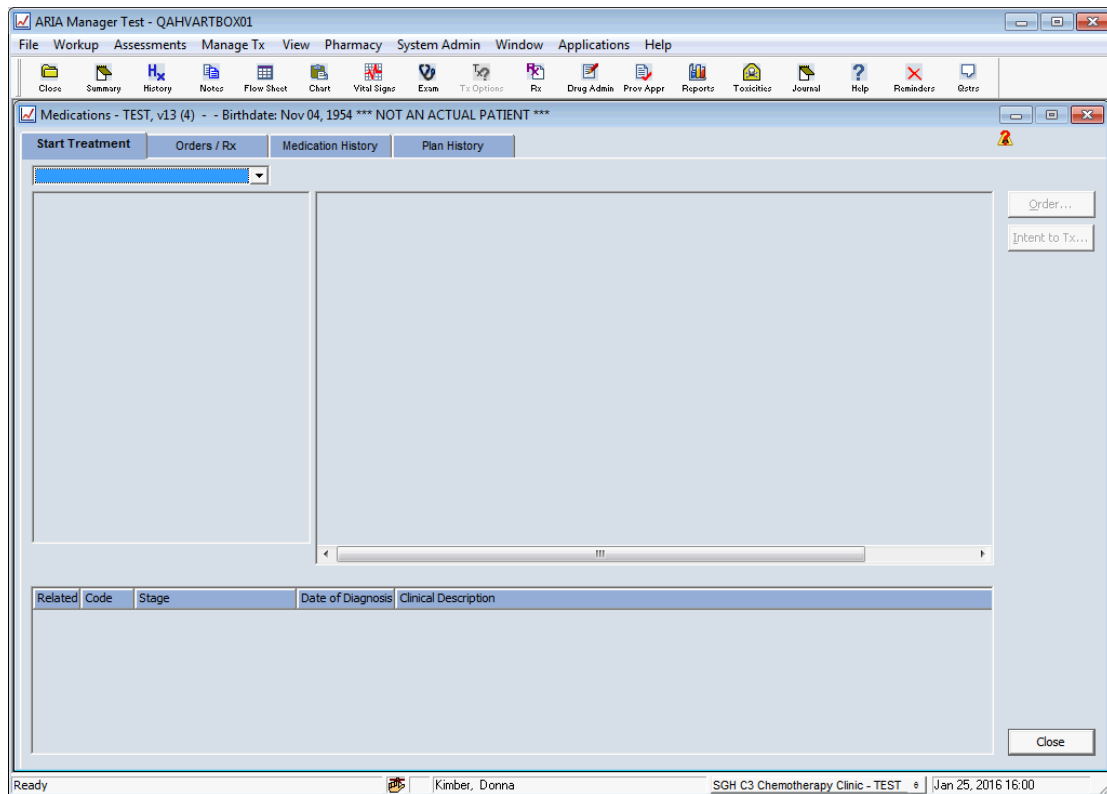 ARIA Manager Test - QAHVARTBOX01
File Workup Assessments Manage Tx View Pharmacy System Admin Window Applications Help
Close Summary History Notes Flow Sheet Chart Vital Signs Exam Tx Options Rx Drug Admin Prov Appr Reports Toxicities Journal Help Reminders Qstrs
Medications - TEST, v13 (4) - - Birthdate: Nov 04, 1954 *** NOT AN ACTUAL PATIENT ***
Start Treatment Orders / Rx Medication History Plan History
Order...
Intent to Tx...
Related Code Stage Date of Diagnosis Clinical Description
Close
Ready Kimber, Donna SGH C3 Chemotherapy Clinic - TEST Jan 25, 2016 16:00